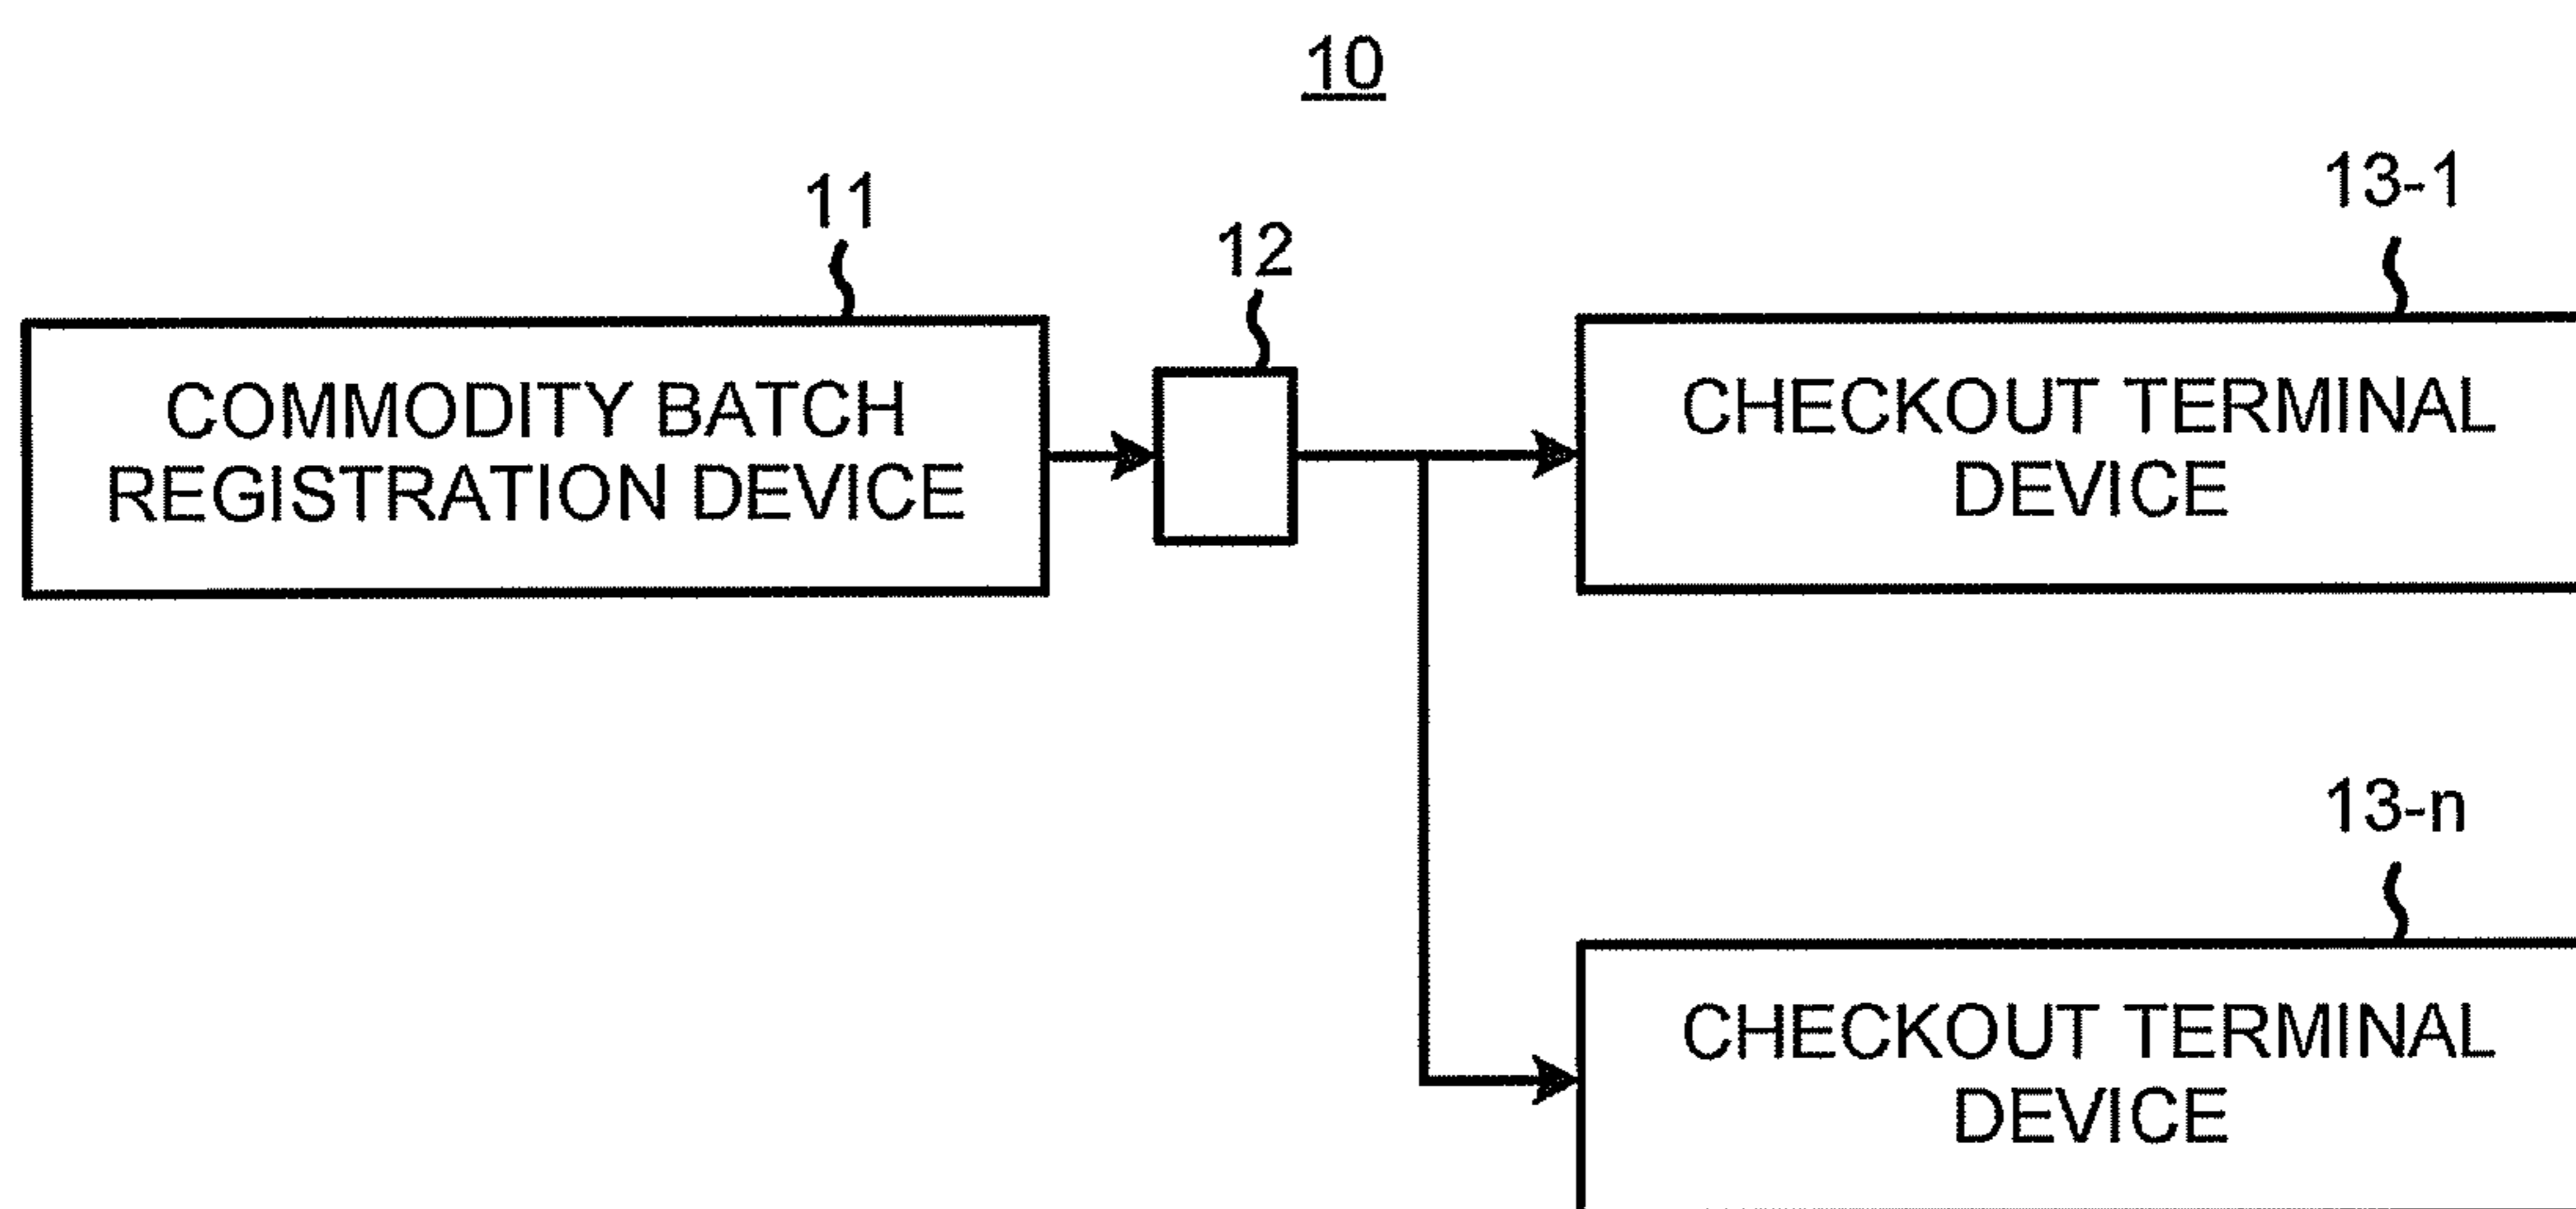 10
11
12
13-1
COMMODITY BATCH
REGISTRATION DEVICE
CHECKOUT TERMINAL
DEVICE
13-n
CHECKOUT TERMINAL
DEVICE